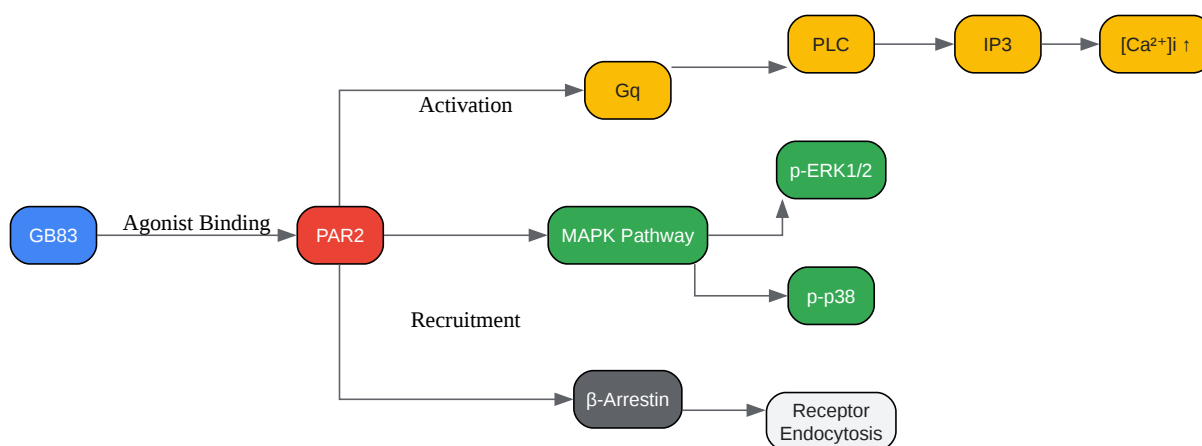 PLC
IP3
[Ca²⁺]i ↑
Gq
Activation
p-ERK1/2
GB83
Agonist Binding
PAR2
MAPK Pathway
p-p38
Recruitment
β-Arrestin
Receptor
Endocytosis